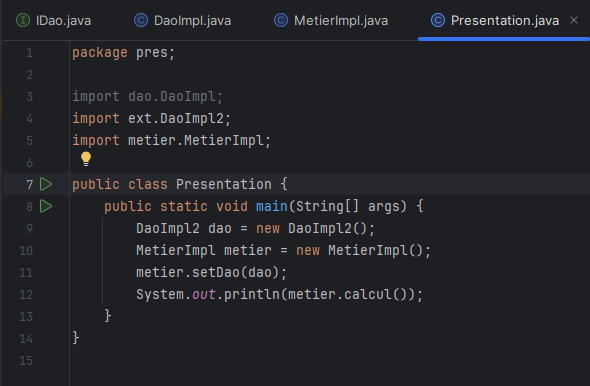 IDao.java DaoImpl.java MetierImpl.java Presentation.java
1 package pres;
2
3 import dao.DaoImpl;
4 import ext.DaoImpl2;
5 import metier.MetierImpl;
6
7 public class Presentation {
8     public static void main(String[] args) {
9         DaoImpl2 dao = new DaoImpl2();
10         MetierImpl metier = new MetierImpl();
11         metier.setDao(dao);
12         System.out.println(metier.calcul());
13     }
14 }
15